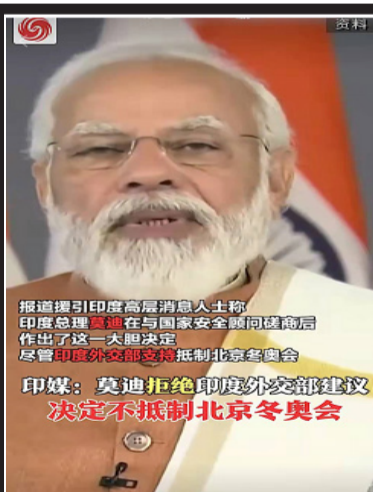 资料
报道援引印度高层消息人士称
印度总理莫迪在与国家安全顾问磋商后
作出了这一大胆决定
尽管印度外交部支持抵制北京冬奥会
印媒：莫迪拒绝印度外交部建议
决定不抵制北京冬奥会